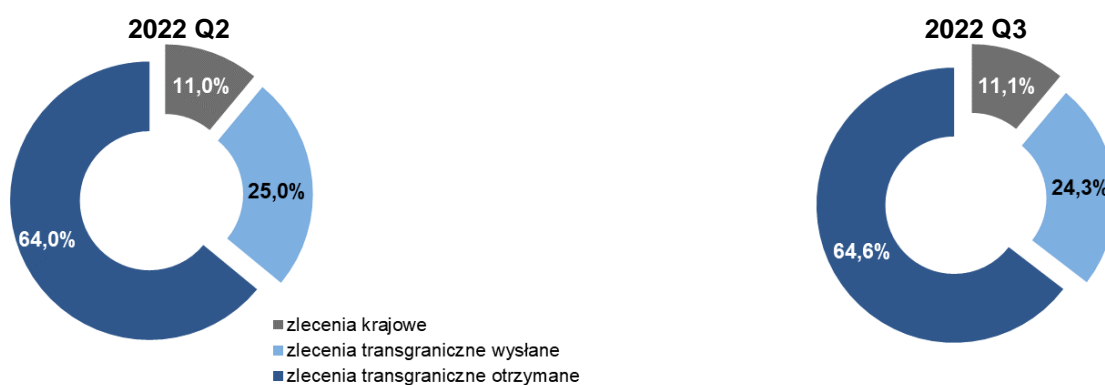 2022 Q2
11,0%
25,0%
64,0%
zlecenia krajowe
zlecenia transgraniczne wysłane
zlecenia transgraniczne otrzymane
2022 Q3
11,1%
24,3%
64,6%